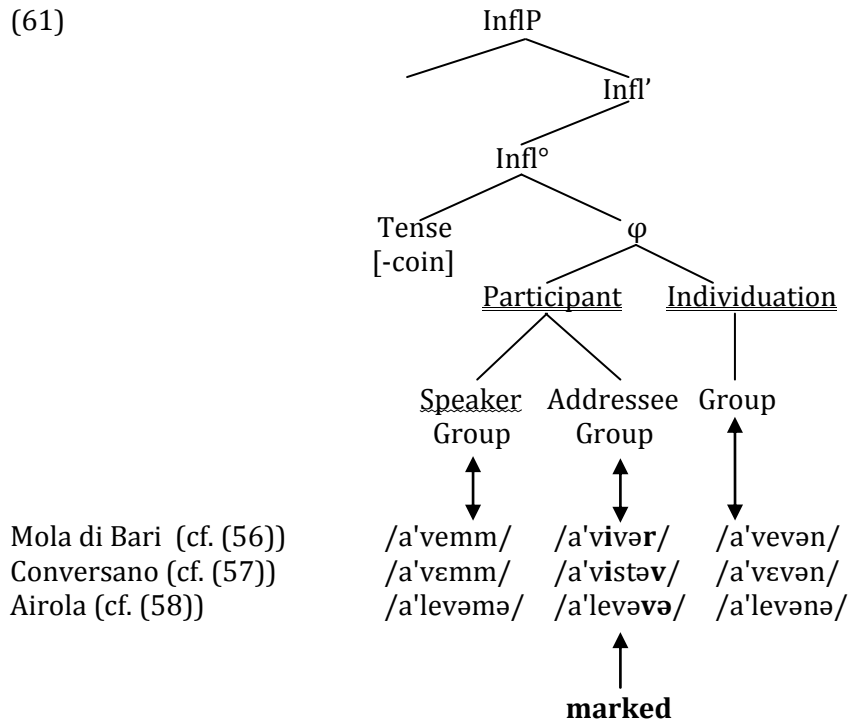 (61) InflP
Infl’
Infl°
Tense φ
[-coin]
Participant Individuation
Speaker Addressee Group
Group Group
Mola di Bari (cf. (56)) /a'vemm/ /a'vivər/ /a'vevən/
Conversano (cf. (57)) /a'vɛmm/ /a'vistəv/ /a'vɛvən/
Airola (cf. (58)) /a'levəmə/ /a'levəvə/ /a'levənə/
marked